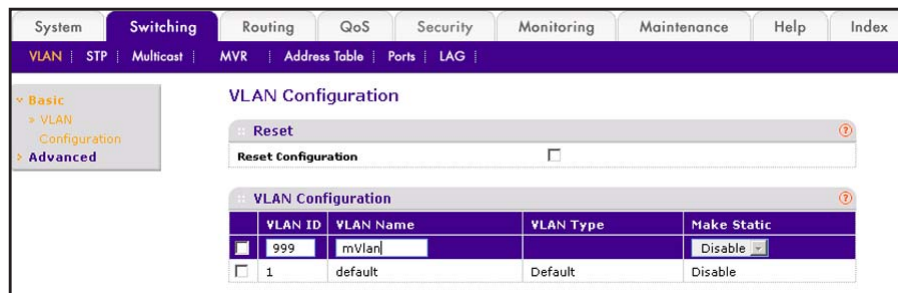 System Switching Routing QoS Security Monitoring Maintenance Help Index
VLAN STP Multicast MVR Address Table Ports LAG
Basic
VLAN
Configuration
Advanced
VLAN Configuration
Reset
Reset Configuration
VLAN Configuration
VLAN ID VLAN Name VLAN Type Make Static
999 mVlan Disable
1 default Default Disable